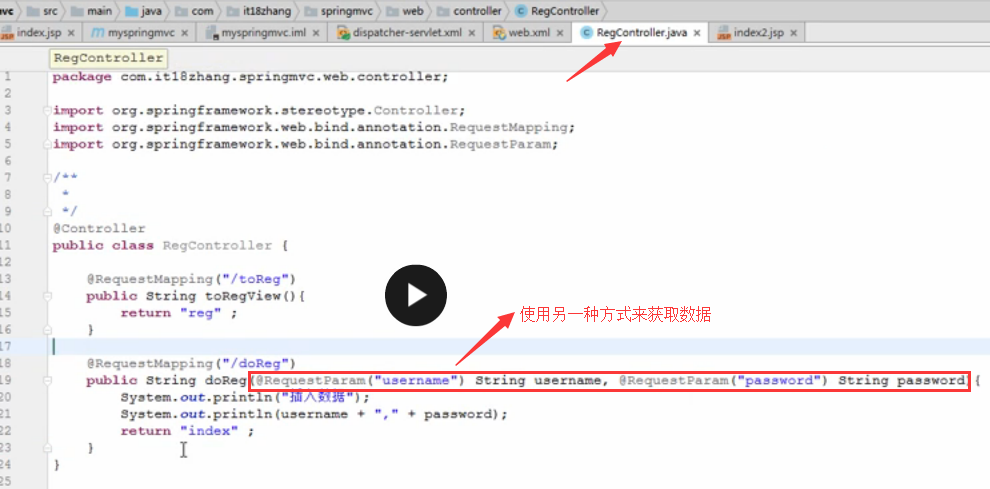 mvc src main java com it18zhang springmvc web controller RegController
index.jsp × myspringmvc × myspringmvc.iml × dispatcher-servlet.xml × web.xml × RegController.java × index2.jsp ×
RegController
1 package com.it18zhang.springmvc.web.controller;
2
3 import org.springframework.stereotype.Controller;
4 import org.springframework.web.bind.annotation.RequestMapping;
5 import org.springframework.web.bind.annotation.RequestParam;
6
7 /**
8 *
9 */
10 @Controller
11 public class RegController {
12
13 @RequestMapping("/toReg")
14 public String toRegView(){
15 return "reg" ;
16 }
使用另一种方式来获取数据
17
18 @RequestMapping("/doReg")
19 public String doReg(@RequestParam("username") String username, @RequestParam("password") String password){
20 System.out.println("插入数据");
21 System.out.println(username + "," + password);
22 return "index" ;
23 }
24 }
25